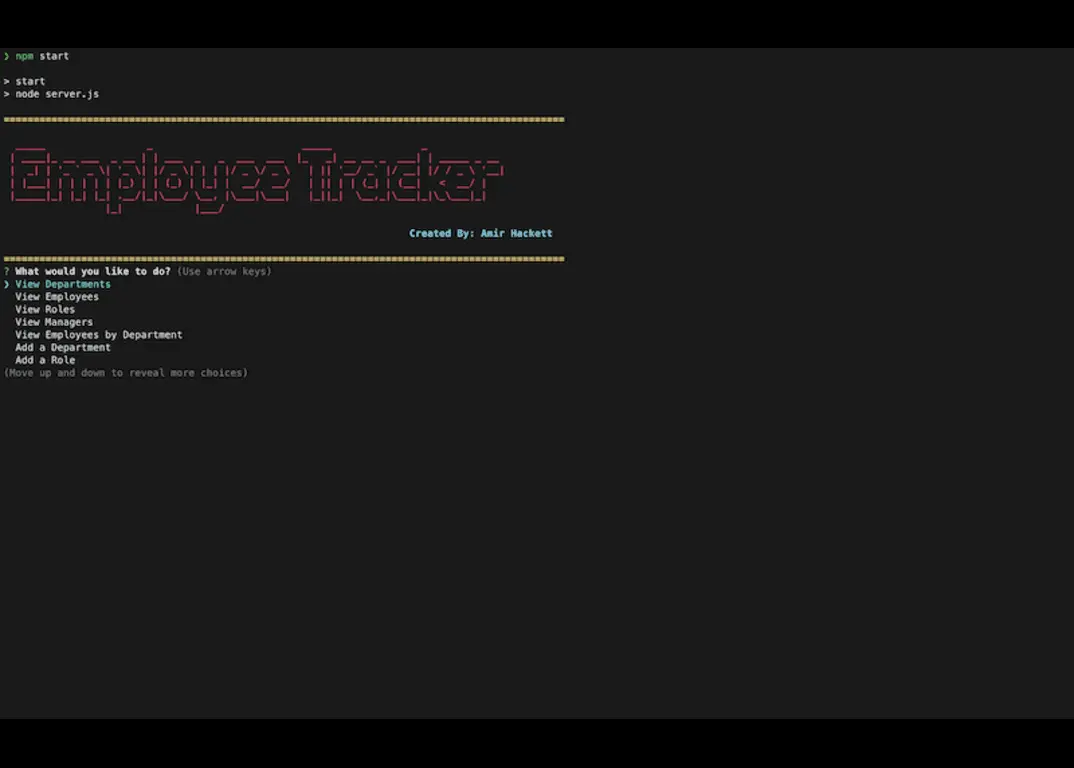 ❯ npm start
> start
> node server.js
Employee Tracker
Created By: Amir Hackett
? What would you like to do? (Use arrow keys)
❯ View Departments
View Employees
View Roles
View Managers
View Employees by Department
Add a Department
Add a Role
(Move up and down to reveal more choices)